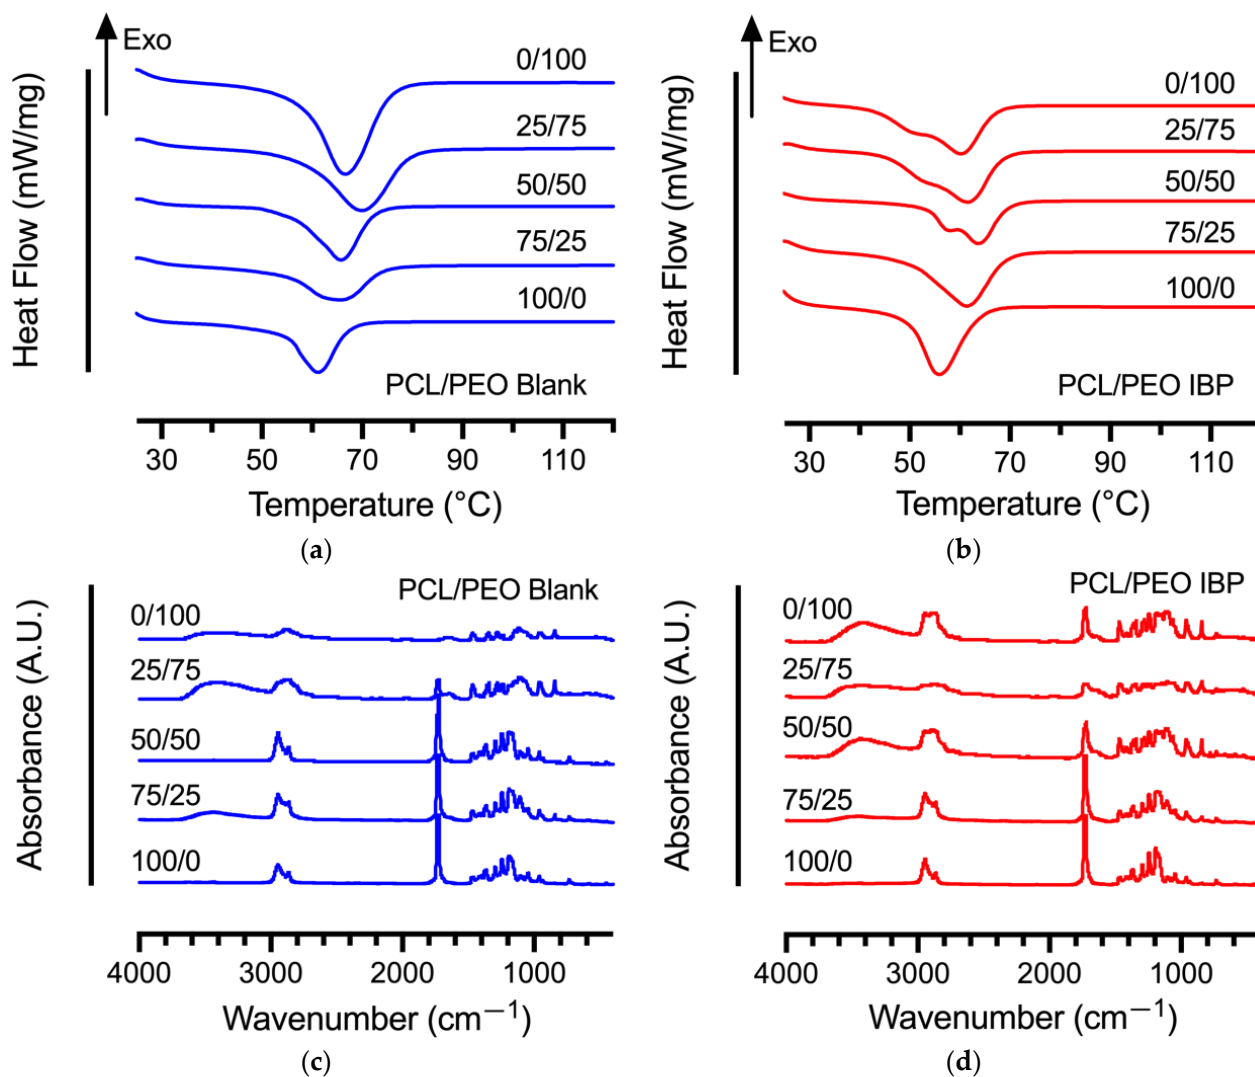 Exo
Heat Flow (mW/mg)
0/100
25/75
50/50
75/25
100/0
PCL/PEO Blank
30 50 70 90 110
Temperature (°C)
(a)
Exo
Heat Flow (mW/mg)
0/100
25/75
50/50
75/25
100/0
PCL/PEO IBP
30 50 70 90 110
Temperature (°C)
(b)
PCL/PEO Blank
Absorbance (A.U.)
0/100
25/75
50/50
75/25
100/0
4000 3000 2000 1000
Wavenumber (cm⁻¹)
(c)
PCL/PEO IBP
Absorbance (A.U.)
0/100
25/75
50/50
75/25
100/0
4000 3000 2000 1000
Wavenumber (cm⁻¹)
(d)